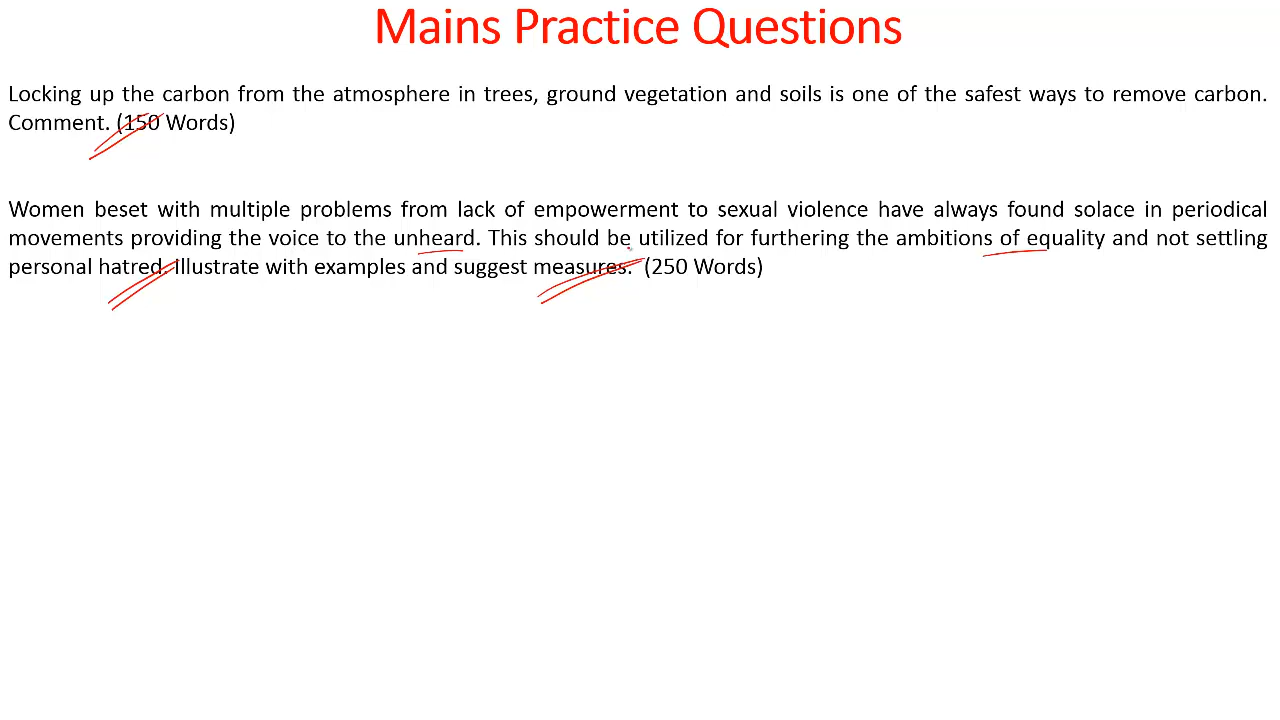 Mains Practice Questions
Locking up the carbon from the atmosphere in trees, ground vegetation and soils is one of the safest ways to remove carbon.
Comment. (150 Words)
Women beset with multiple problems from lack of empowerment to sexual violence have always found solace in periodical
movements providing the voice to the unheard. This should be utilized for furthering the ambitions of equality and not settling
personal hatred. Illustrate with examples and suggest measures. (250 Words)